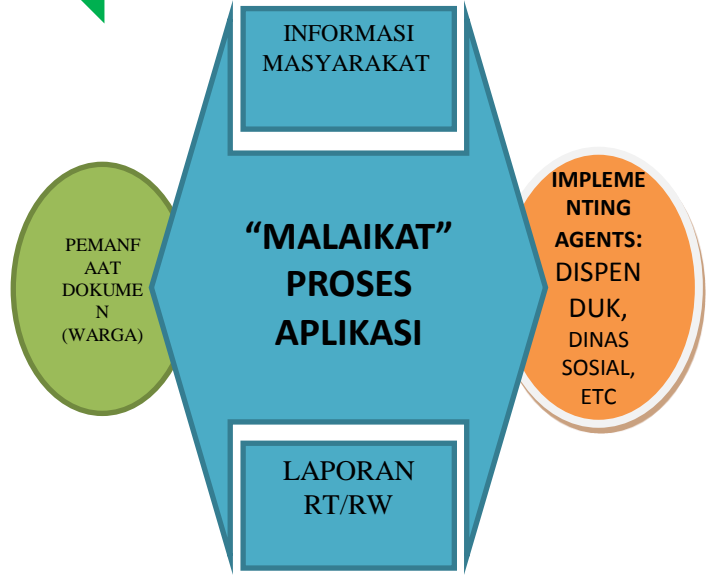 INFORMASI
MASYARAKAT
PEMANF
AAT
DOKUME
N
(WARGA)
“MALAIKAT”
PROSES
APLIKASI
IMPLEME
NTING
AGENTS:
DISPEN
DUK,
DINAS
SOSIAL,
ETC
LAPORAN
RT/RW